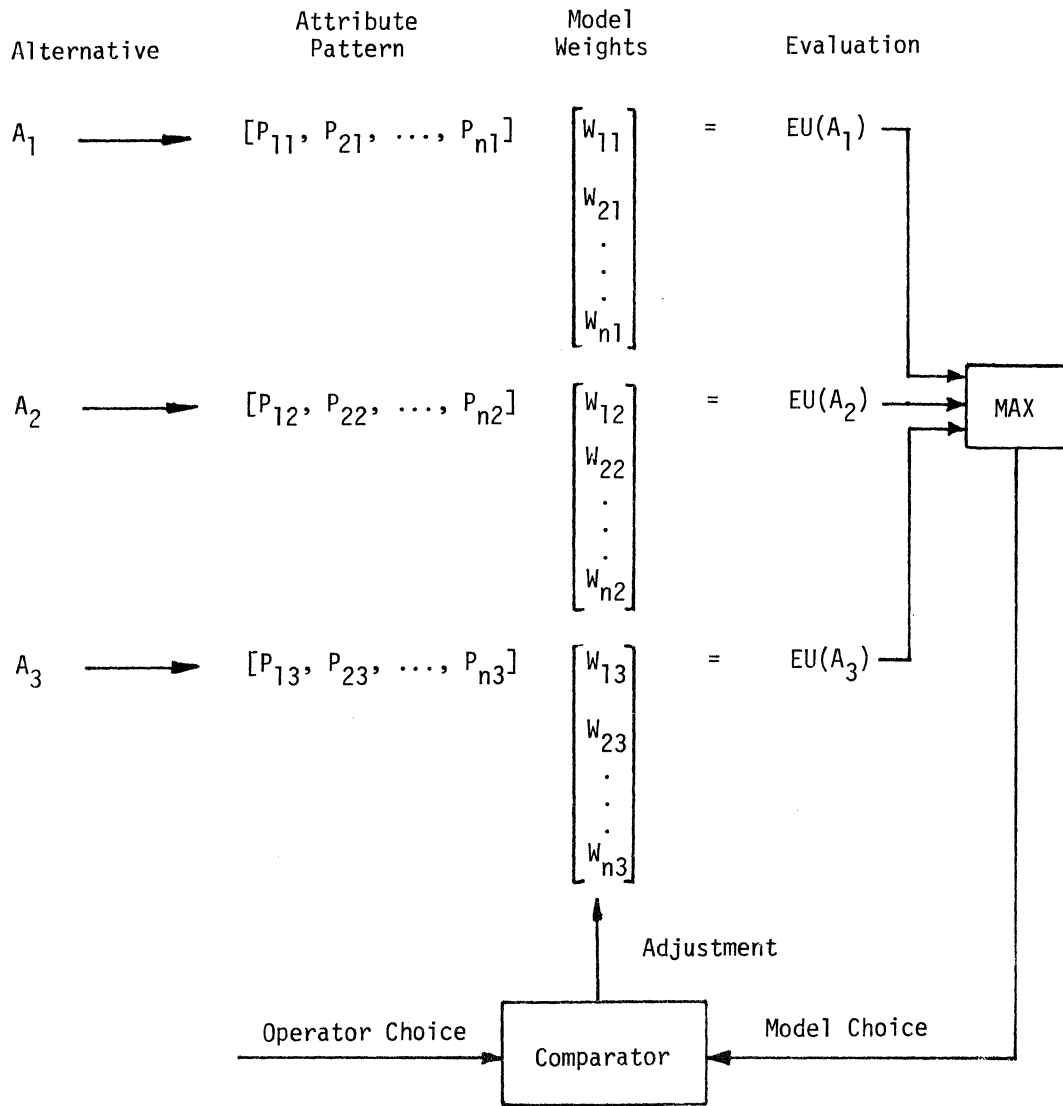 Alternative Attribute Pattern Model Weights Evaluation
A1 [P11, P21, ..., Pn1] [W11 W21 . . . Wn1] = EU(A1)
MAX
A2 [P12, P22, ..., Pn2] [W12 W22 . . . Wn2] = EU(A2)
A3 [P13, P23, ..., Pn3] [W13 W23 . . . Wn3] = EU(A3)
Adjustment
Operator Choice
Comparator
Model Choice